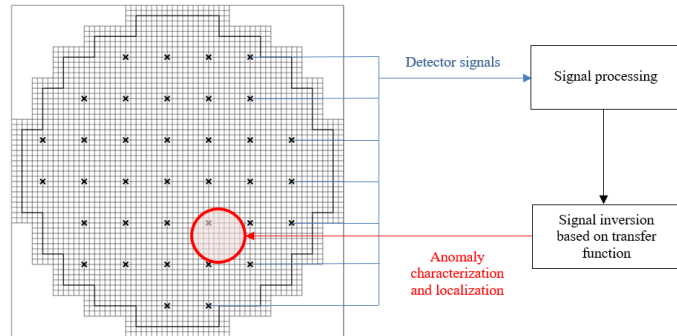 Detector signals
Signal processing
Signal inversion
based on transfer
function
Anomaly
characterization
and localization